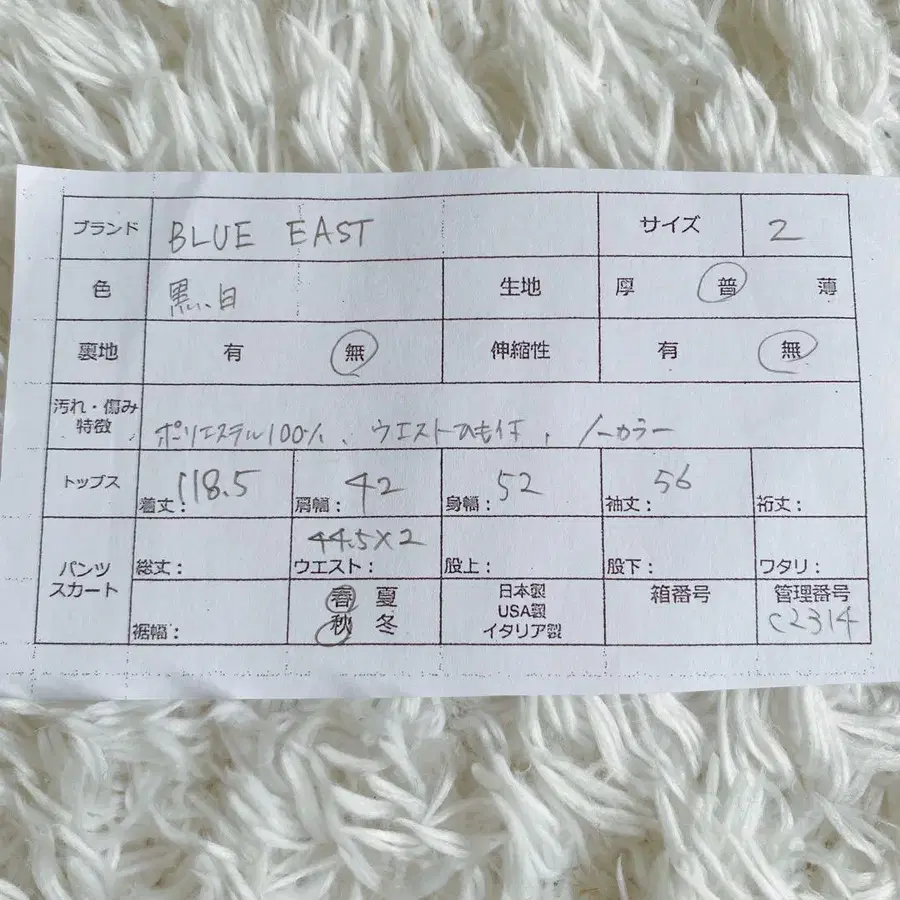 ブランド BLUE EAST サイズ 2
色 黒、白 生地 厚 普 薄
裏地 有 無 伸縮性 有 無
汚れ・傷み
特徴 ポリエステル100%、ウエストひも付、ノーカラー
トップス 着丈:118.5 肩幅:42 身幅:52 袖丈:56 裄丈:
パンツ
スカート 総丈: ウエスト:44.5×2 股上: 股下: ワタリ:
裾幅: 春 夏
秋 冬
日本製
USA製
イタリア製
箱番号
管理番号
C2314